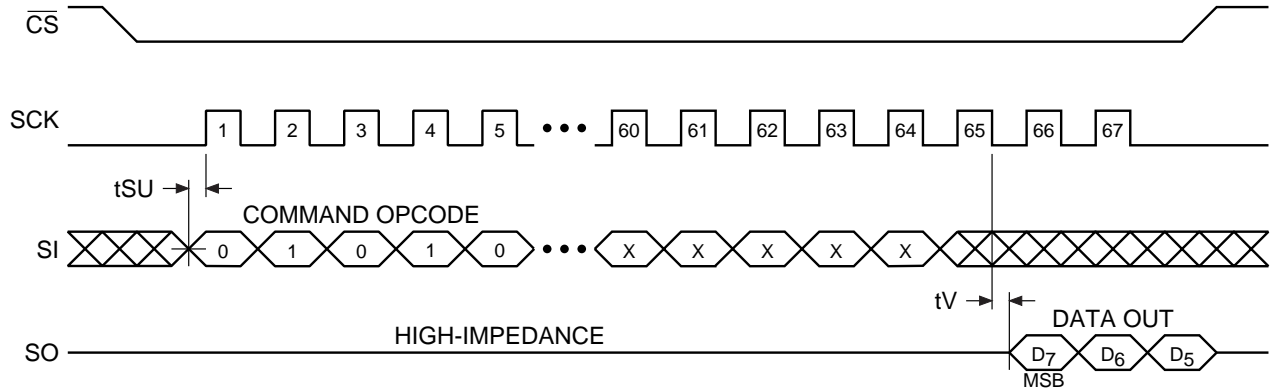 CS
SCK 1 2 3 4 5 ••• 60 61 62 63 64 65 66 67
tSU
COMMAND OPCODE
SI 0 1 0 1 0 ••• X X X X X
tV
HIGH-IMPEDANCE
DATA OUT
SO D7 D6 D5
MSB